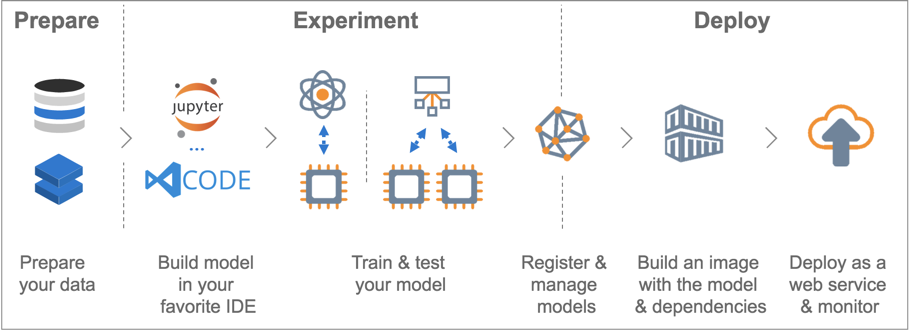 Prepare
Experiment
Deploy
jupyter
...
CODE
Prepare
your data
Build model
in your
favorite IDE
Train & test
your model
Register &
manage
models
Build an image
with the model
& dependencies
Deploy as a
web service
& monitor